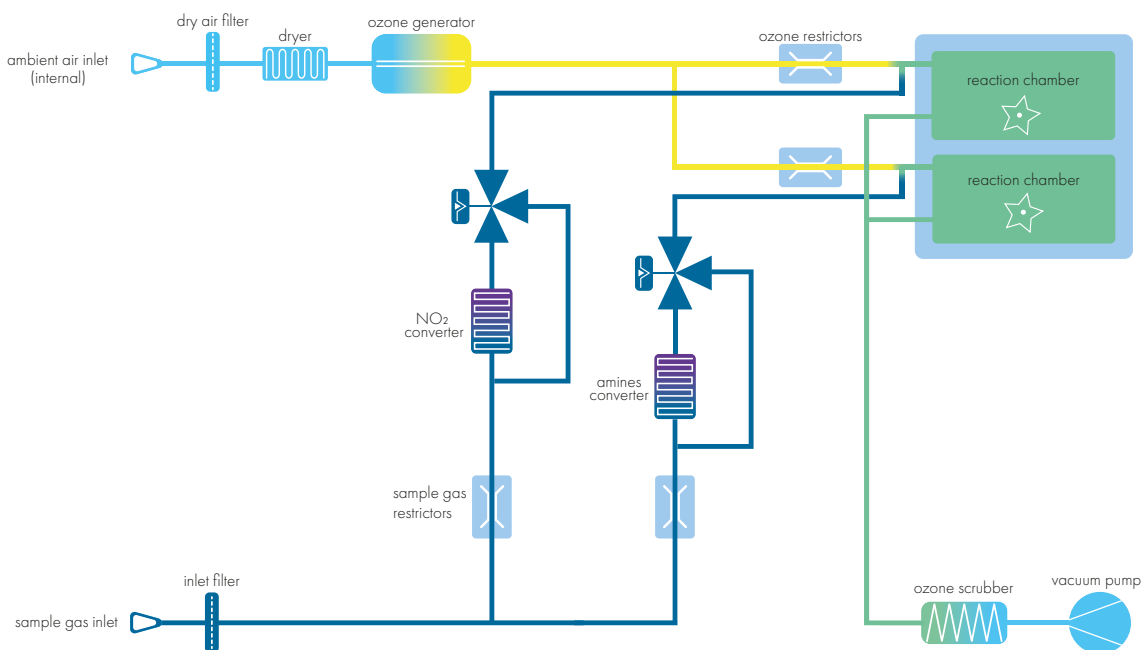 dry air filter
dryer
ozone generator
ozone restrictors
ambient air inlet
(internal)
reaction chamber
reaction chamber
NO₂
converter
amines
converter
sample gas
restrictors
inlet filter
sample gas inlet
ozone scrubber
vacuum pump